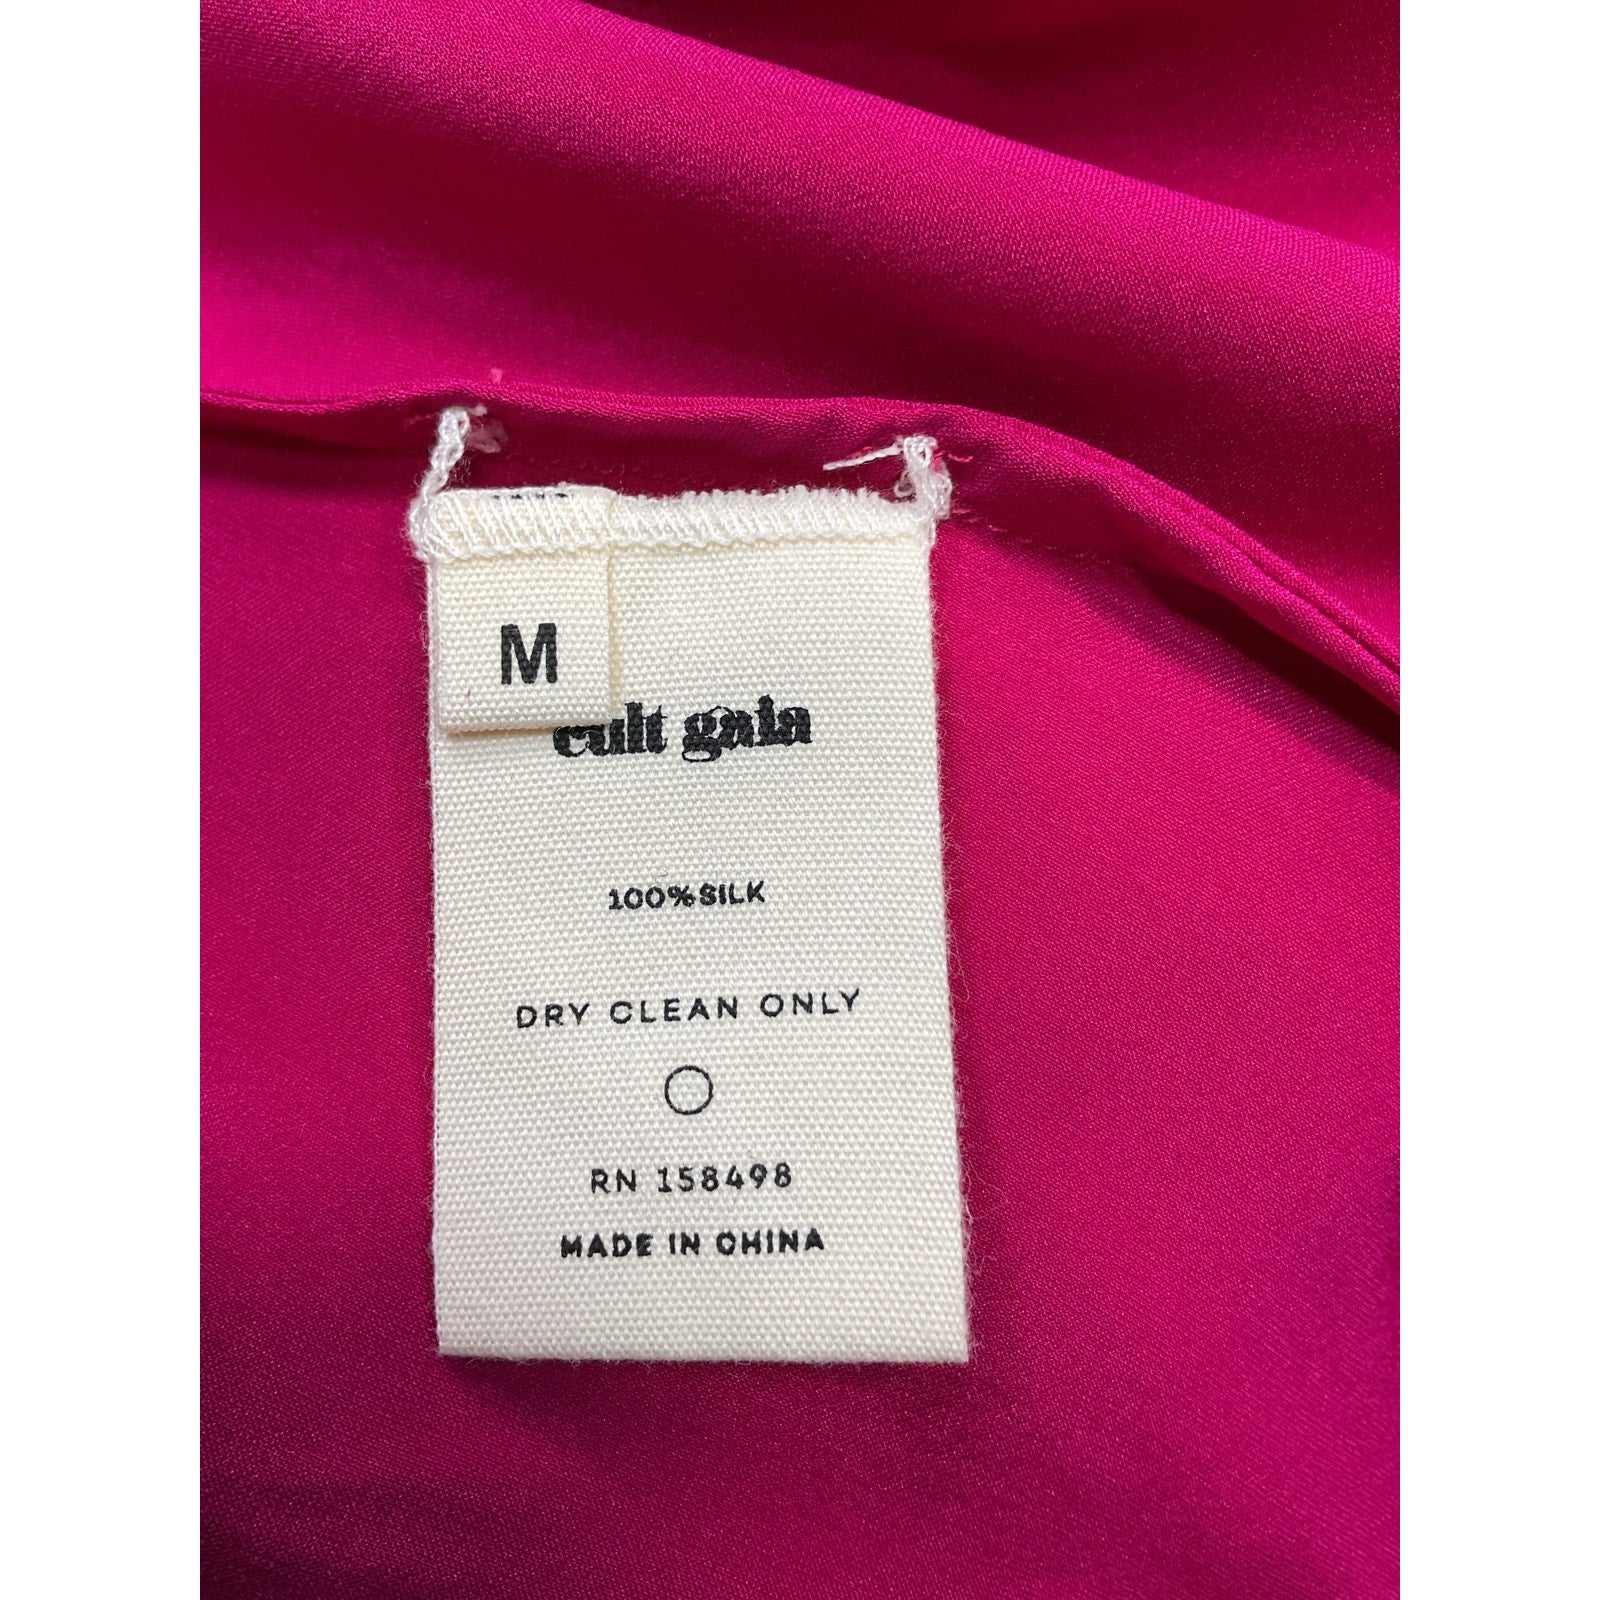 M
cult gaia
100%SILK
DRY CLEAN ONLY
RN 158498
MADE IN CHINA